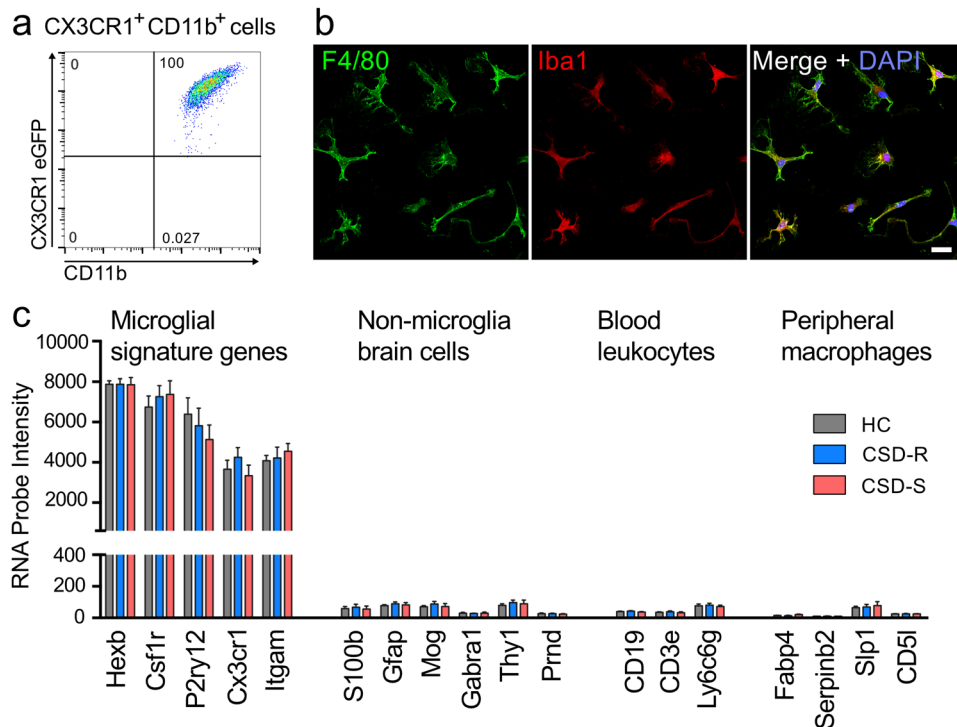 a
CX3CR1+ CD11b+ cells
0
100
0
0.027
CX3CR1 eGFP
CD11b
b
F4/80
Iba1
Merge + DAPI
c
Microglial
signature genes
Non-microglia
brain cells
Blood
leukocytes
Peripheral
macrophages
RNA Probe Intensity
10000
8000
6000
4000
400
200
0
HC
CSD-R
CSD-S
Hexb
Csf1r
P2ry12
Cx3cr1
Itgam
S100b
Gfap
Mog
Gabra1
Thy1
Prnd
CD19
CD3e
Ly6c6g
Fabp4
Serpinb2
Slp1
CD5l